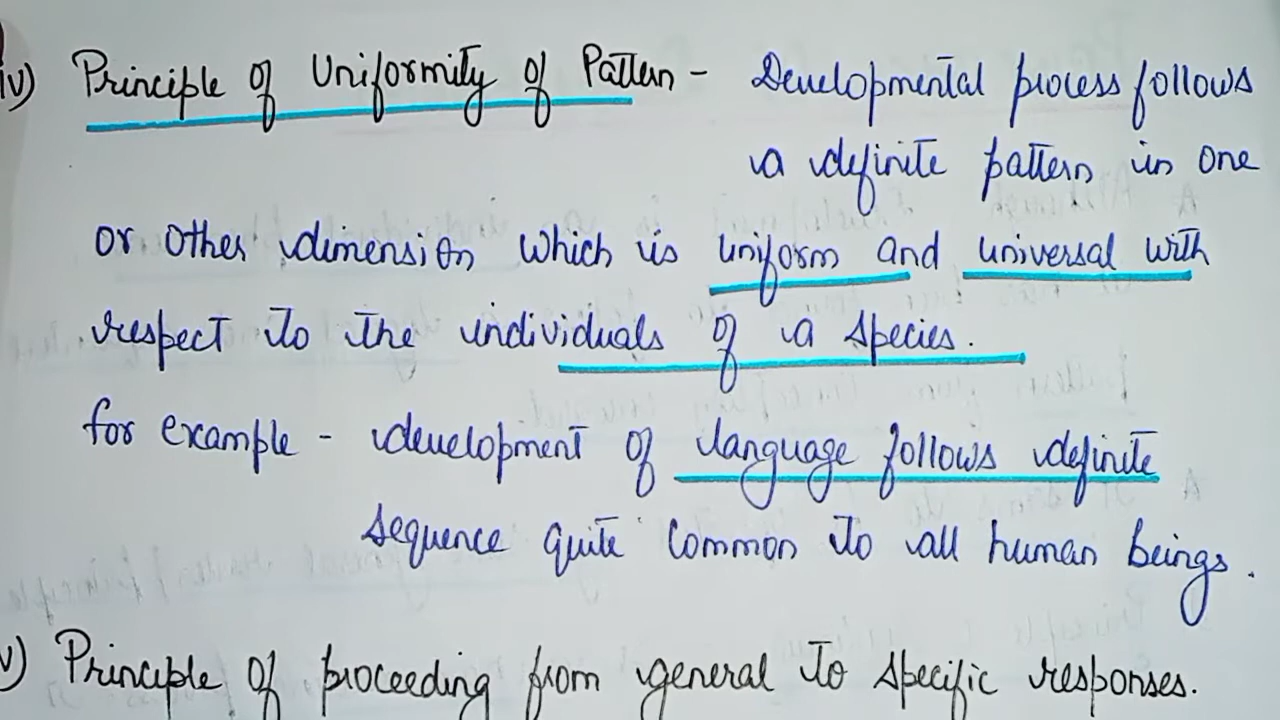 iv) Principle of Uniformity of Pattern - Developmental process follows
a definite pattern in one
or other dimension which is uniform and universal with
respect to the individuals of a species.
for example - development of language follows definite
sequence quite common to all human beings.
v) Principle of proceeding from general to specific responses.